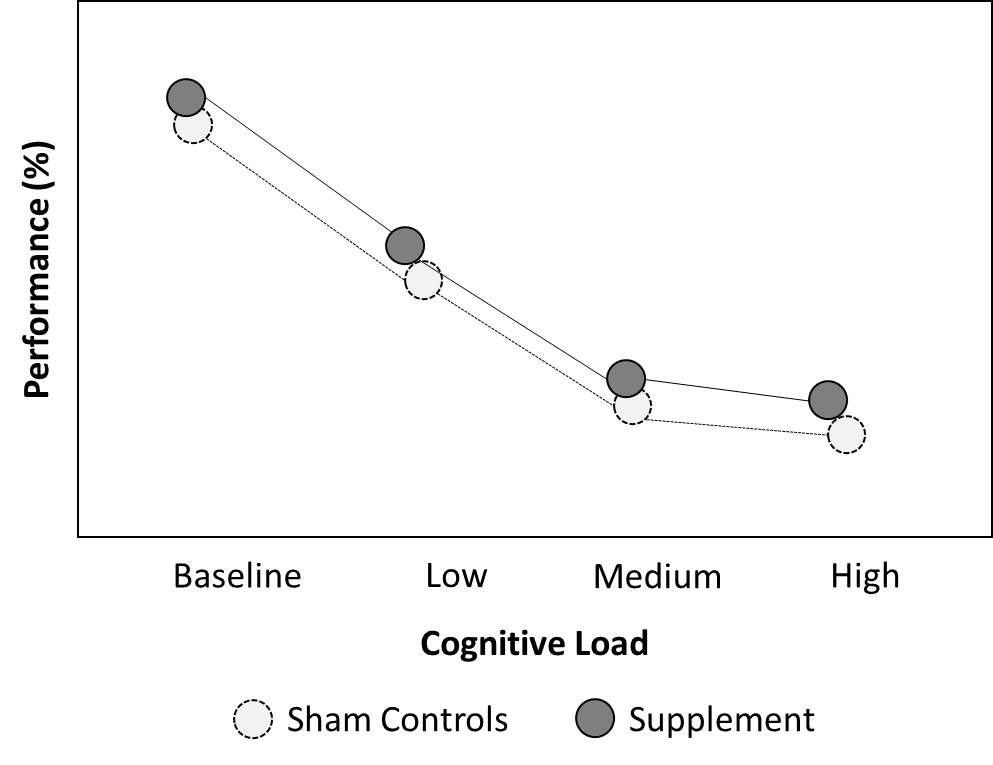 Performance (%)
Baseline Low Medium High
Cognitive Load
Sham Controls Supplement